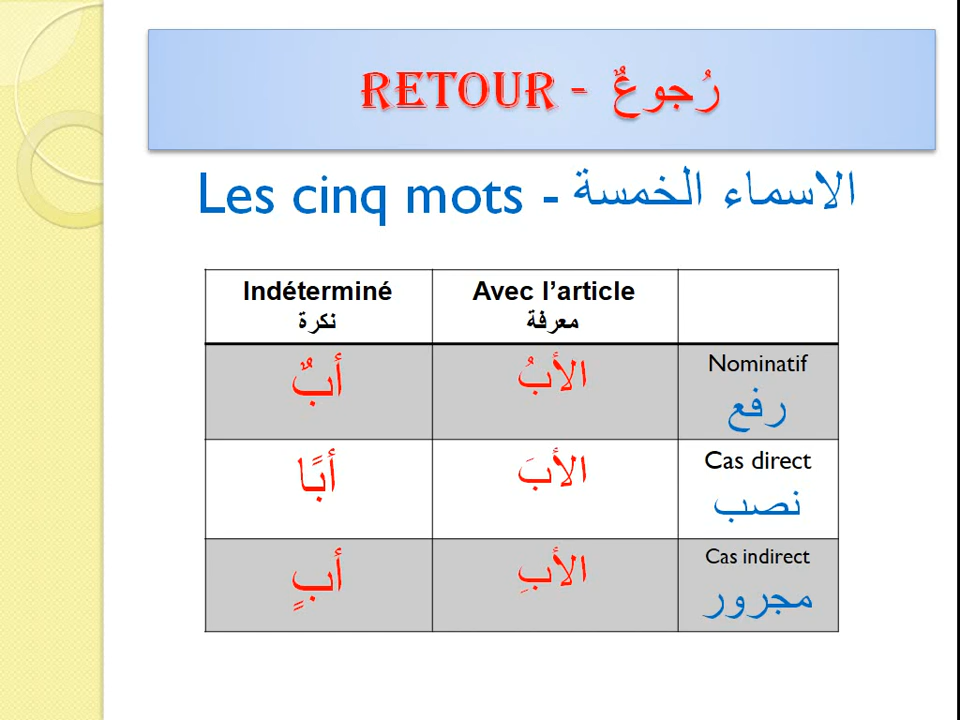 RETOUR - رُجوعٌ
Les cinq mots - الاسماء الخمسة
Indéterminé Avec l’article
نكرة معرفة
أبٌ الأبُ Nominatif
رفع
أبًا الأبَ Cas direct
نصب
أبٍ الأبِ Cas indirect
مجرور